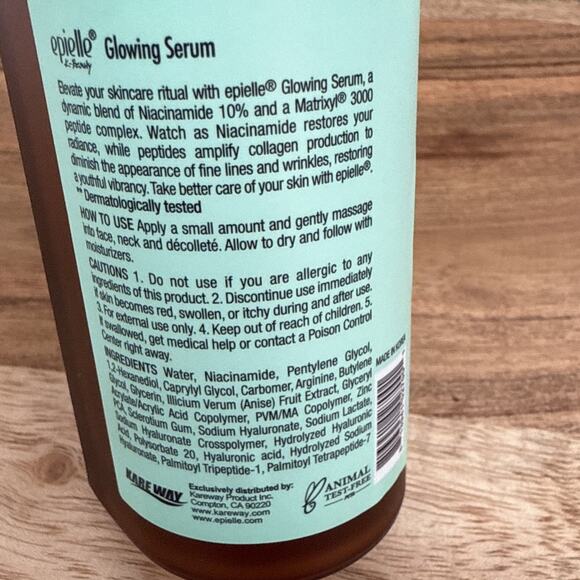 epielle®
K-Beauty
Glowing Serum
Elevate your skincare ritual with epielle® Glowing Serum, a
dynamic blend of Niacinamide 10% and a Matrixyl® 3000
peptide complex. Watch as Niacinamide restores your
radiance, while peptides amplify collagen production to
diminish the appearance of fine lines and wrinkles, restoring
a youthful vibrancy. Take better care of your skin with epielle®.
** Dermatologically tested
HOW TO USE Apply a small amount and gently massage
into face, neck and décolleté. Allow to dry and follow with
moisturizers.
CAUTIONS 1. Do not use if you are allergic to any
ingredients of this product. 2. Discontinue use immediately
if skin becomes red, swollen, or itchy during and after use.
3. For external use only. 4. Keep out of reach of children. 5.
If swallowed, get medical help or contact a Poison Control
Center right away.
INGREDIENTS Water, Niacinamide, Pentylene Glycol,
1,2-Hexanediol, Caprylyl Glycol, Carbomer, Arginine, Butylene
Glycol, Glycerin, Illicium Verum (Anise) Fruit Extract, Glyceryl
Acrylate/Acrylic Acid Copolymer, PVM/MA Copolymer, Zinc
PCA, Sclerotium Gum, Sodium Hyaluronate, Sodium Lactate,
Sodium Hyaluronate Crosspolymer, Hydrolyzed Hyaluronic
Acid, Polysorbate 20, Hyaluronic acid, Hydrolyzed Sodium
Hyaluronate, Palmitoyl Tripeptide-1, Palmitoyl Tetrapeptide-7
MADE IN KOREA
KAREWAY
Exclusively distributed by:
Kareway Product Inc.
Compton, CA 90220
www.kareway.com
www.epielle.com
ANIMAL
TEST-FREE